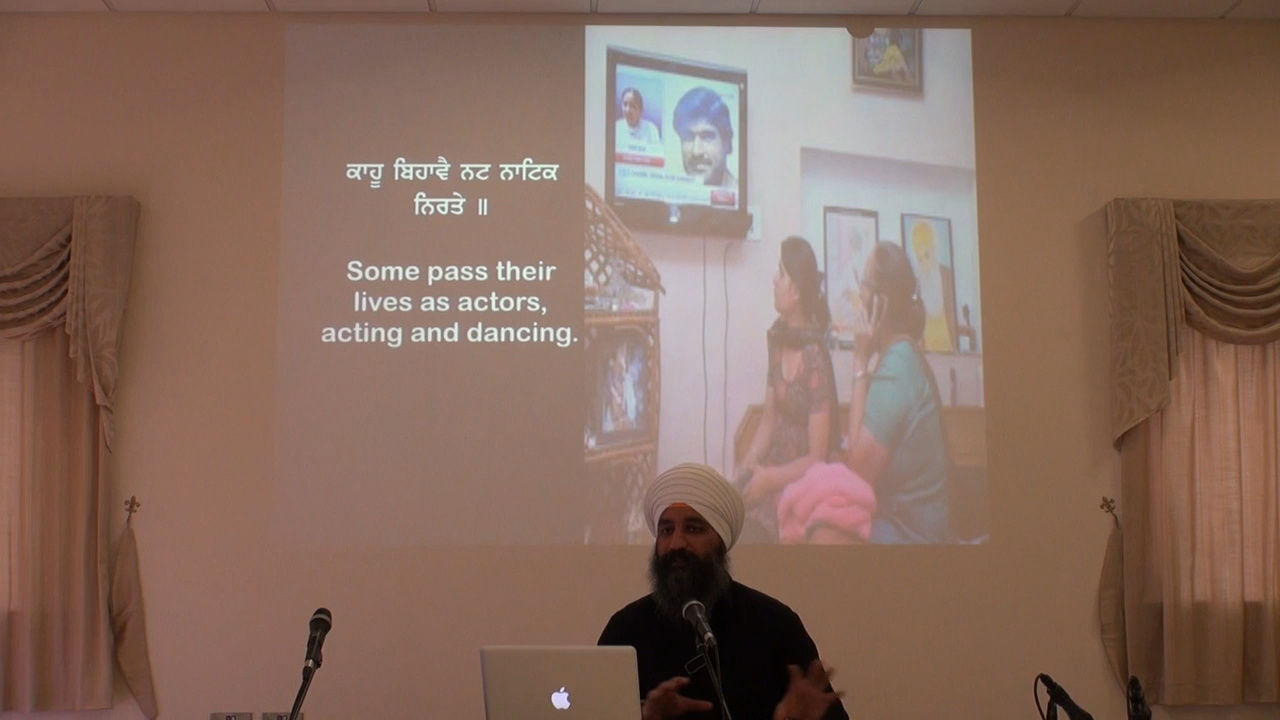 ਕਾਹੂ ਬਿਹਾਵੈ ਨਟ ਨਾਟਿਕ
ਨਿਰਤੇ ॥
Some pass their
lives as actors,
acting and dancing.